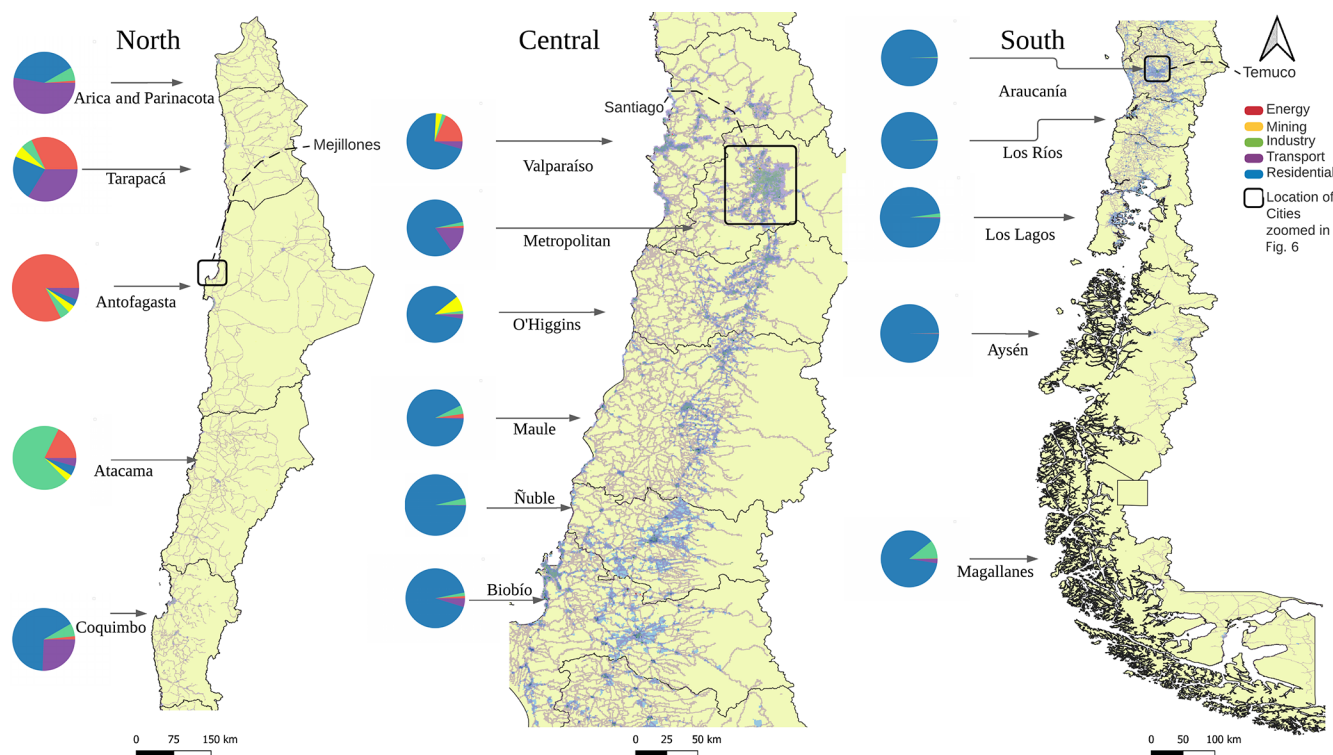 North
Arica and Parinacota
Mejillones
Tarapacá
Antofagasta
Atacama
Coquimbo
0 75 150 km
Central
Santiago
Valparaíso
Metropolitan
O'Higgins
Maule
Ñuble
Biobío
0 25 50 km
South
Temuco
Araucanía
Los Ríos
Los Lagos
Aysén
Magallanes
0 50 100 km
Energy
Mining
Industry
Transport
Residential
Location of
Cities
zoomed in
Fig. 6